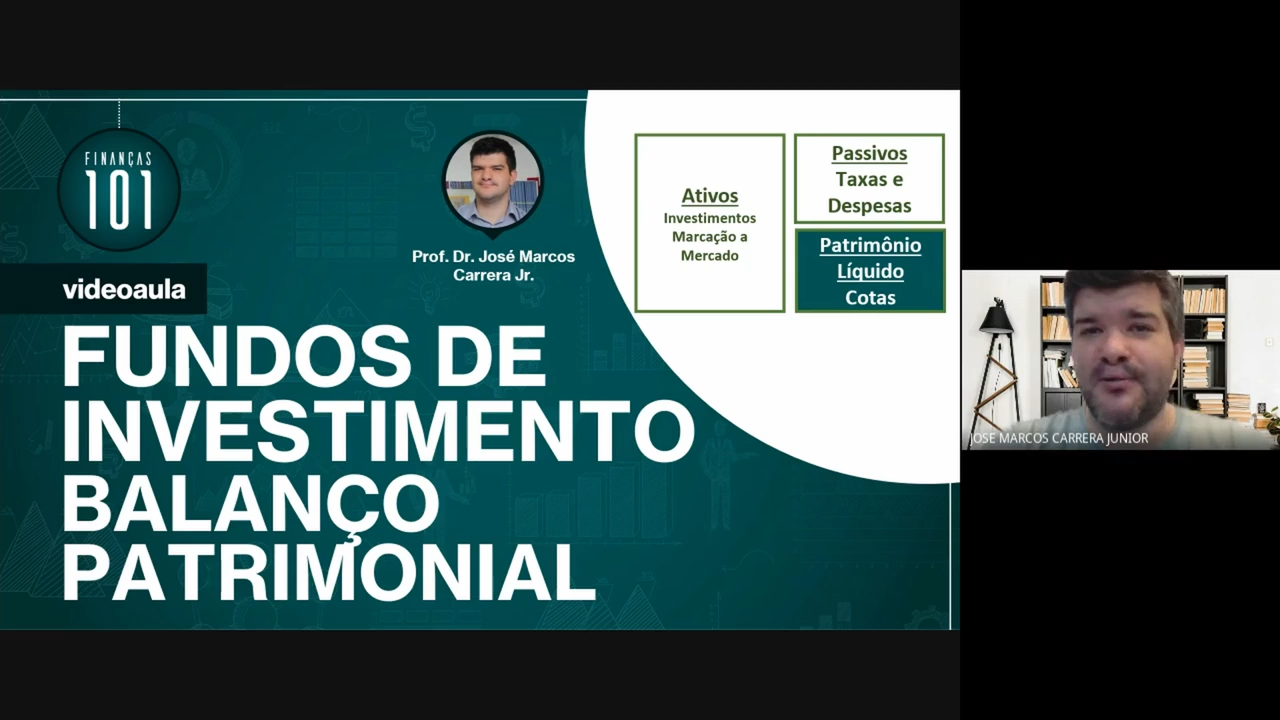 FINANÇAS
101
Prof. Dr. José Marcos
Carrera Jr.
videoaula
FUNDOS DE
INVESTIMENTO
BALANÇO
PATRIMONIAL
Ativos
Investimentos
Marcação a
Mercado
Passivos
Taxas e
Despesas
Patrimônio
Líquido
Cotas
JOSE MARCOS CARRERA JUNIOR